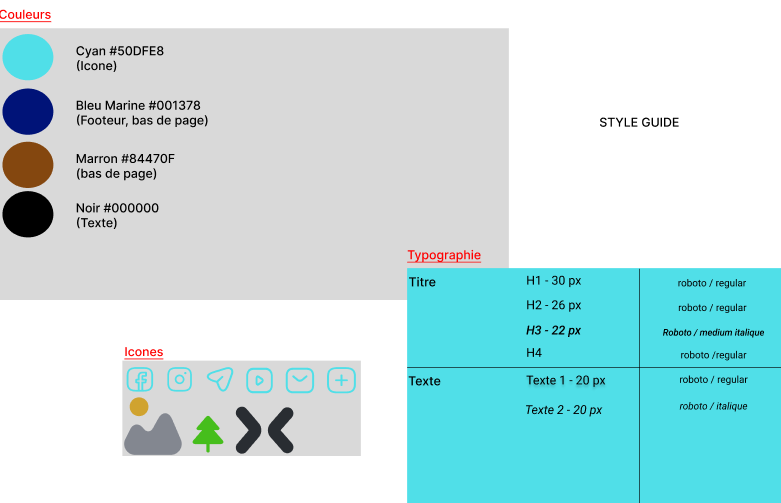 Couleurs
Cyan #50DFE8
(Icone)
Bleu Marine #001378
(Footeur, bas de page)
Marron #84470F
(bas de page)
Noir #000000
(Texte)
STYLE GUIDE
Typographie
Titre H1 - 30 px roboto / regular
H2 - 26 px roboto / regular
H3 - 22 px Roboto / medium italique
H4 roboto /regular
Texte Texte 1 - 20 px roboto / regular
Texte 2 - 20 px roboto / italique
Icones